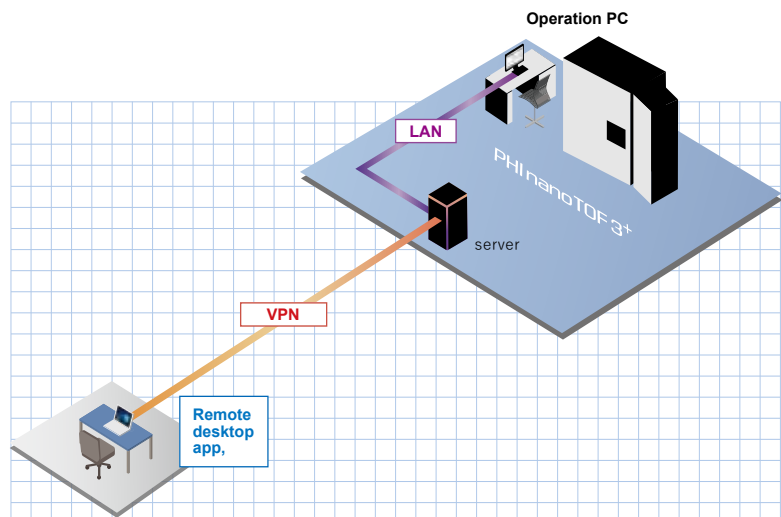 Operation PC
LAN
PHI nanoTOF 3+
server
VPN
Remote
desktop
app,